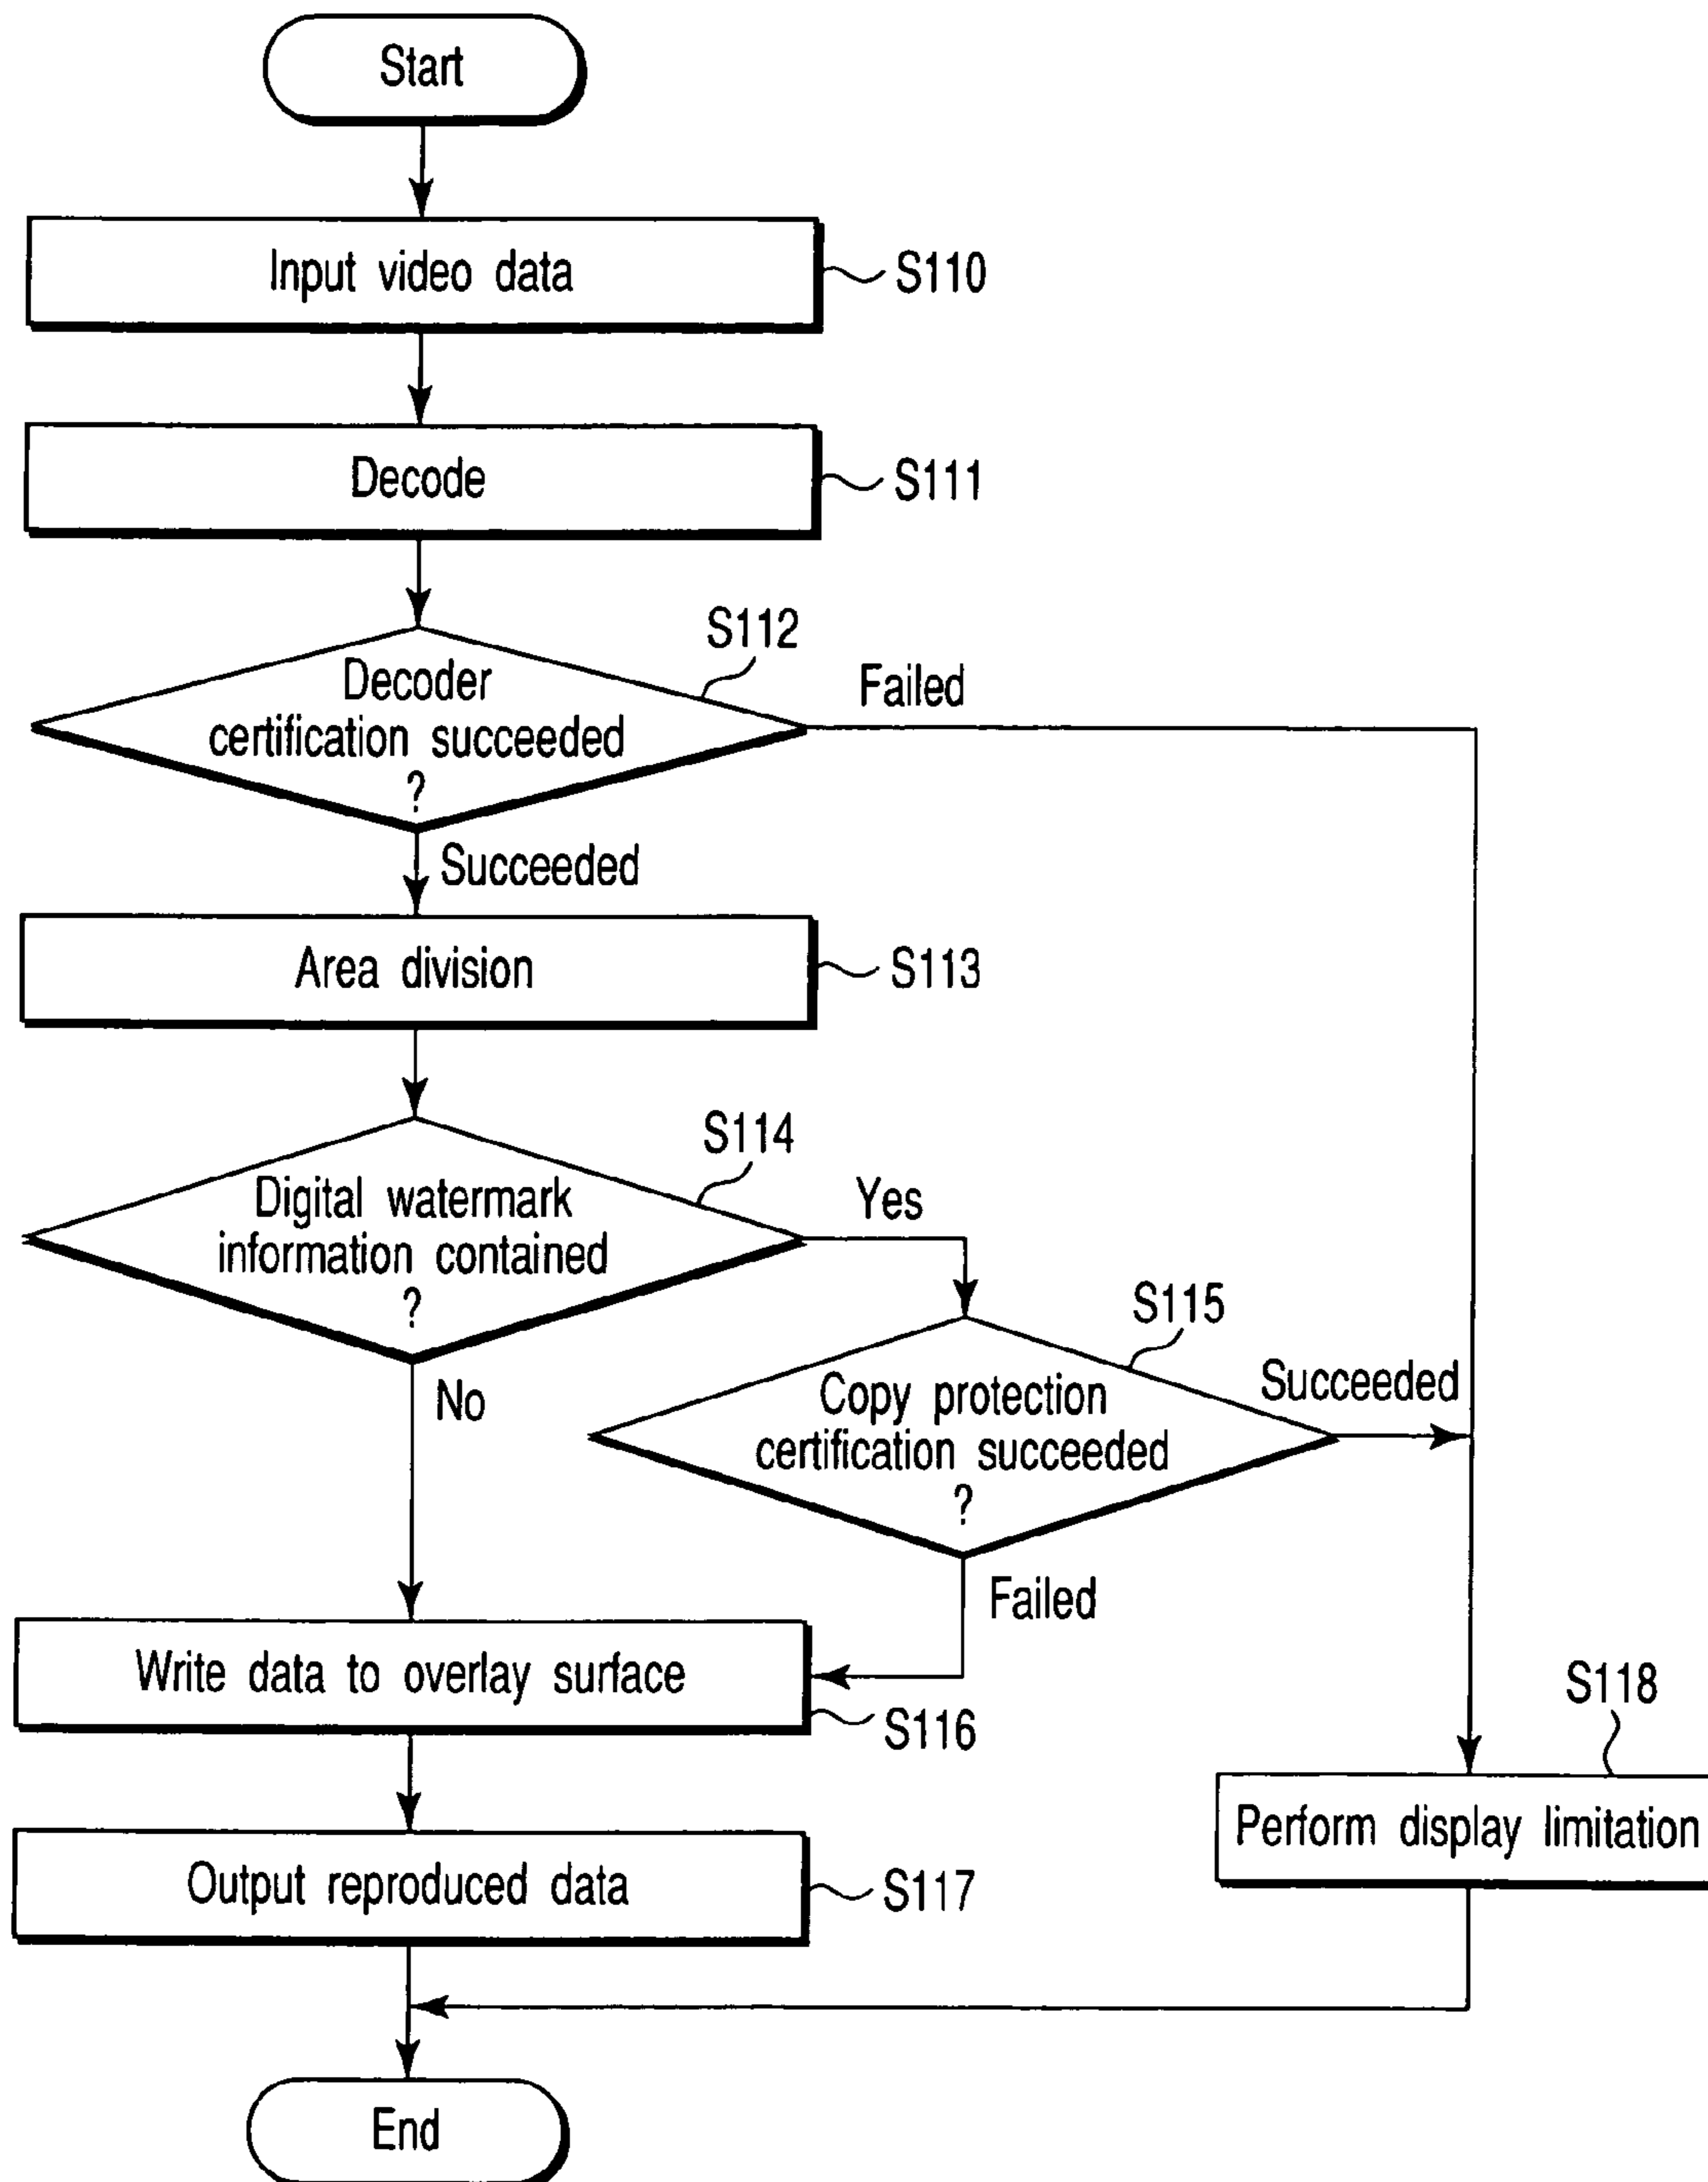 Start
Input video data
S110
Decode
S111
S112
Decoder
certification succeeded
?
Failed
Succeeded
Area division
S113
S114
Digital watermark
information contained
?
Yes
No
S115
Copy protection
certification succeeded
?
Succeeded
Failed
Write data to overlay surface
S116
S118
Perform display limitation
Output reproduced data
S117
End